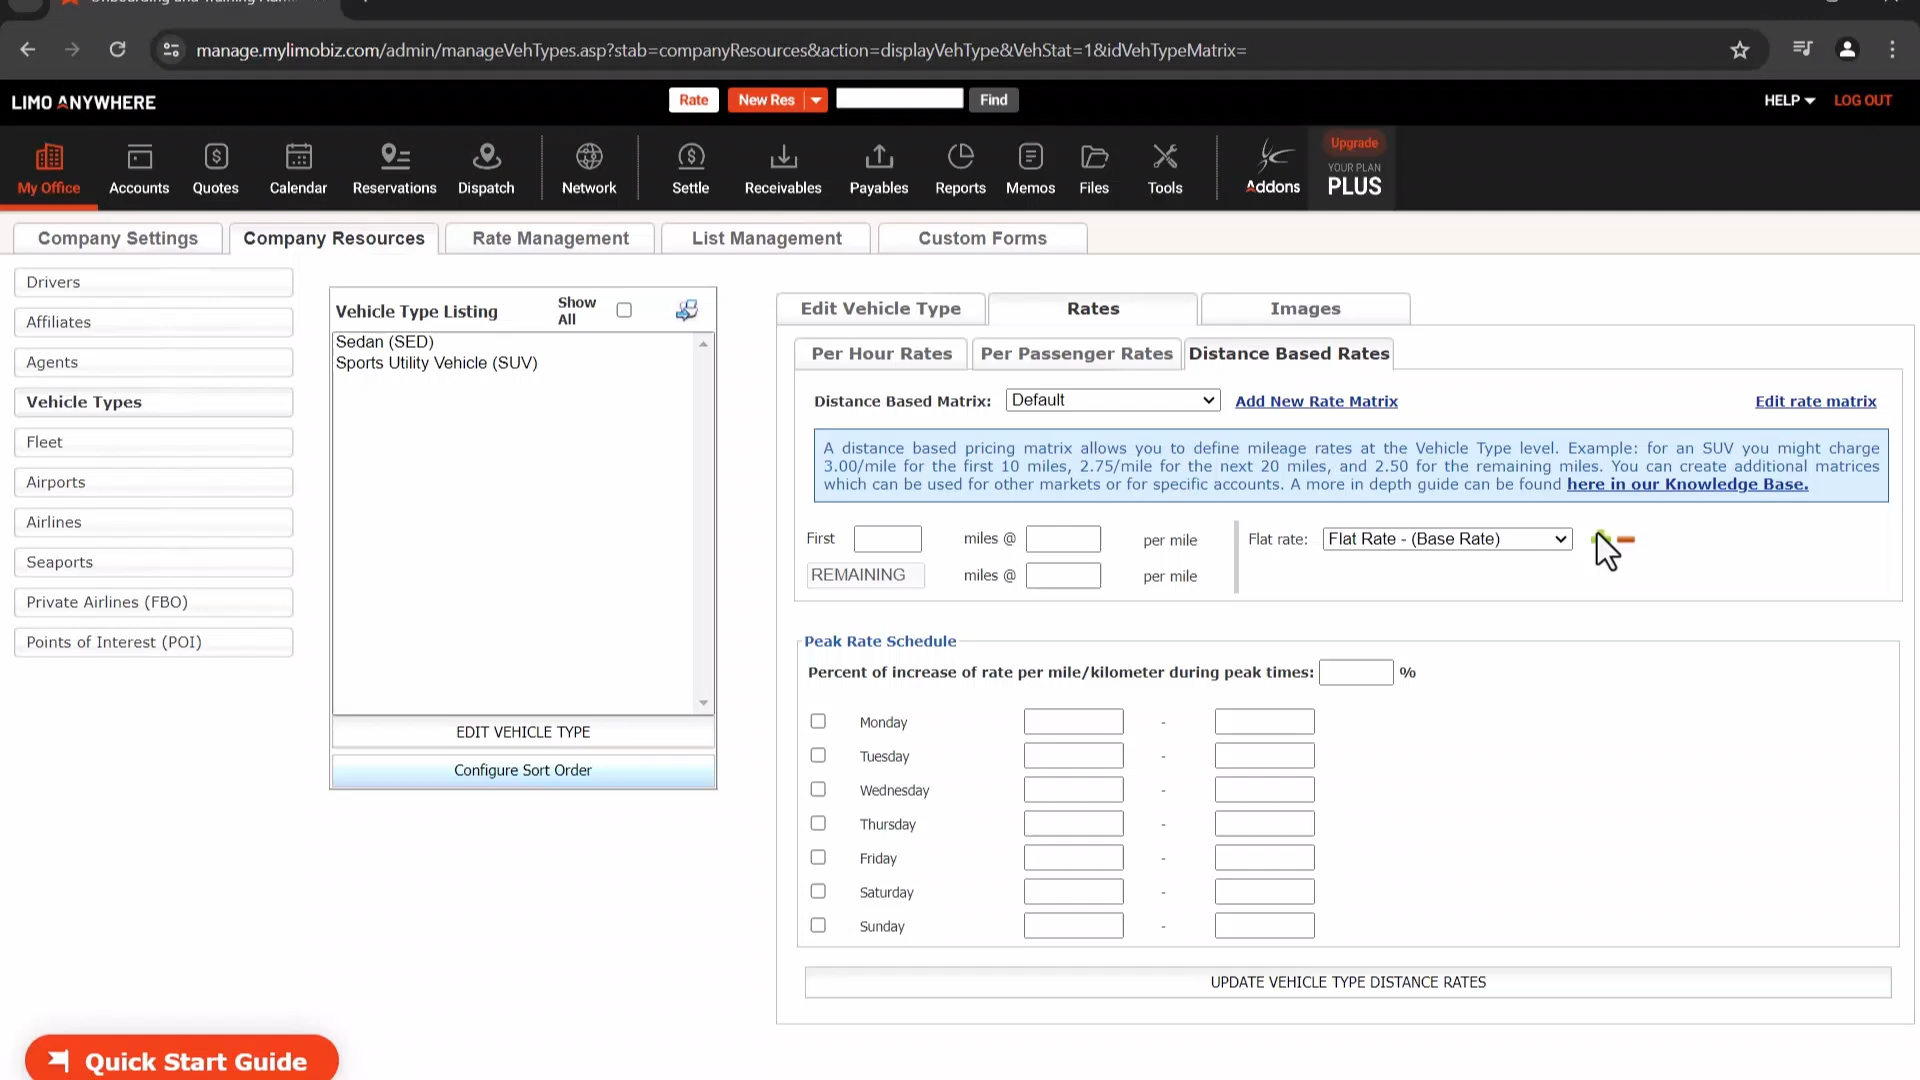 manage.mylimobiz.com/admin/manageVehTypes.asp?stab=companyResources&action=displayVehType&VehStat=1&idVehTypeMatrix=
LIMO ANYWHERE
Rate
New Res
Find
HELP
LOG OUT
My Office
Accounts
Quotes
Calendar
Reservations
Dispatch
Network
Settle
Receivables
Payables
Reports
Memos
Files
Tools
Addons
Upgrade
YOUR PLAN
PLUS
Company Settings
Company Resources
Rate Management
List Management
Custom Forms
Drivers
Affiliates
Agents
Vehicle Types
Fleet
Airports
Airlines
Seaports
Private Airlines (FBO)
Points of Interest (POI)
Vehicle Type Listing
Show
All
Sedan (SED)
Sports Utility Vehicle (SUV)
EDIT VEHICLE TYPE
Configure Sort Order
Edit Vehicle Type
Rates
Images
Per Hour Rates
Per Passenger Rates
Distance Based Rates
Distance Based Matrix: Default Add New Rate Matrix Edit rate matrix
A distance based pricing matrix allows you to define mileage rates at the Vehicle Type level. Example: for an SUV you might charge
3.00/mile for the first 10 miles, 2.75/mile for the next 20 miles, and 2.50 for the remaining miles. You can create additional matrices
which can be used for other markets or for specific accounts. A more in depth guide can be found here in our Knowledge Base.
First miles @ per mile Flat rate: Flat Rate - (Base Rate)
REMAINING miles @ per mile
Peak Rate Schedule
Percent of increase of rate per mile/kilometer during peak times: %
Monday -
Tuesday -
Wednesday -
Thursday -
Friday -
Saturday -
Sunday -
UPDATE VEHICLE TYPE DISTANCE RATES
Quick Start Guide